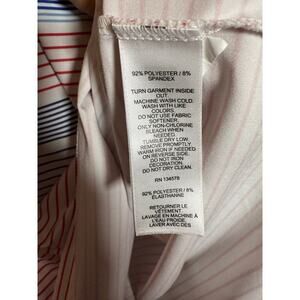 92% POLYESTER / 8%
SPANDEX
TURN GARMENT INSIDE
OUT.
MACHINE WASH COLD.
WASH WITH LIKE
COLORS.
DO NOT USE FABRIC
SOFTENER.
ONLY NON-CHLORINE
BLEACH WHEN
NEEDED.
TUMBLE DRY LOW.
REMOVE PROMPTLY.
WARM IRON IF NEEDED
ON REVERSE SIDE.
DO NOT IRON
DECORATION.
DO NOT DRY CLEAN.
RN 134578
92% POLYESTER / 8%
ÉLASTHANNE
RETOURNER LE
VÊTEMENT.
LAVAGE EN MACHINE À
L'EAU FROIDE.
LAVER AVEC DES